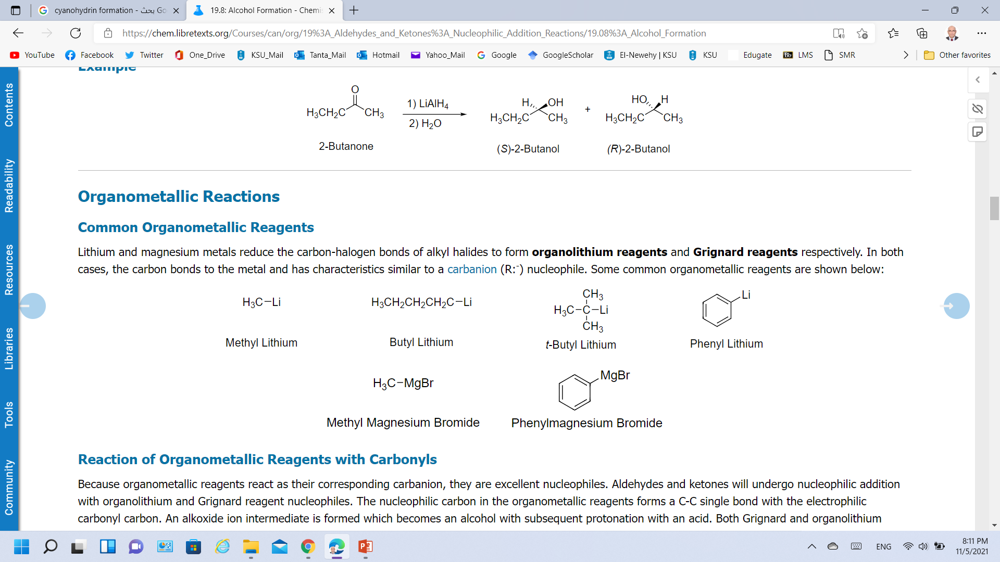 cyanohydrin formation - بحث Go
19.8: Alcohol Formation - Chemis
https://chem.libretexts.org/Courses/can/org/19%3A_Aldehydes_and_Ketones%3A_Nucleophilic_Addition_Reactions/19.08%3A_Alcohol_Formation
YouTube Facebook Twitter One_Drive KSU_Mail Tanta_Mail Hotmail Yahoo_Mail Google GoogleScholar El-Newehy | KSU KSU Edugate Bb LMS SMR Other favorites
Contents
Readability
Resources
Libraries
Tools
Community
Example
O
H₃CH₂C CH₃
1) LiAlH₄
2) H₂O
H OH
H₃CH₂C CH₃
+
HO H
H₃CH₂C CH₃
2-Butanone
(S)-2-Butanol
(R)-2-Butanol
Organometallic Reactions
Common Organometallic Reagents
Lithium and magnesium metals reduce the carbon-halogen bonds of alkyl halides to form organolithium reagents and Grignard reagents respectively. In both
cases, the carbon bonds to the metal and has characteristics similar to a carbanion (R:⁻) nucleophile. Some common organometallic reagents are shown below:
H₃C–Li
H₃CH₂CH₂CH₂C–Li
CH₃
H₃C–C–Li
CH₃
Li
Methyl Lithium
Butyl Lithium
t-Butyl Lithium
Phenyl Lithium
H₃C–MgBr
MgBr
Methyl Magnesium Bromide
Phenylmagnesium Bromide
Reaction of Organometallic Reagents with Carbonyls
Because organometallic reagents react as their corresponding carbanion, they are excellent nucleophiles. Aldehydes and ketones will undergo nucleophilic addition
with organolithium and Grignard reagent nucleophiles. The nucleophilic carbon in the organometallic reagents forms a C-C single bond with the electrophilic
carbonyl carbon. An alkoxide ion intermediate is formed which becomes an alcohol with subsequent protonation with an acid. Both Grignard and organolithium
ENG
8:11 PM
11/5/2021